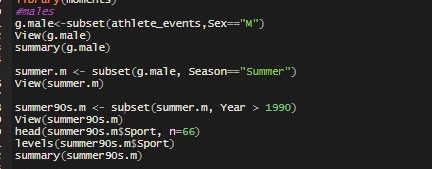 library(moments)
#males
g.male<-subset(athlete_events,Sex=="M")
View(g.male)
summary(g.male)
summer.m <- subset(g.male, Season=="Summer")
View(summer.m)
summer90s.m <- subset(summer.m, Year > 1990)
View(summer90s.m)
head(summer90s.m$Sport, n=66)
levels(summer90s.m$Sport)
summary(summer90s.m)